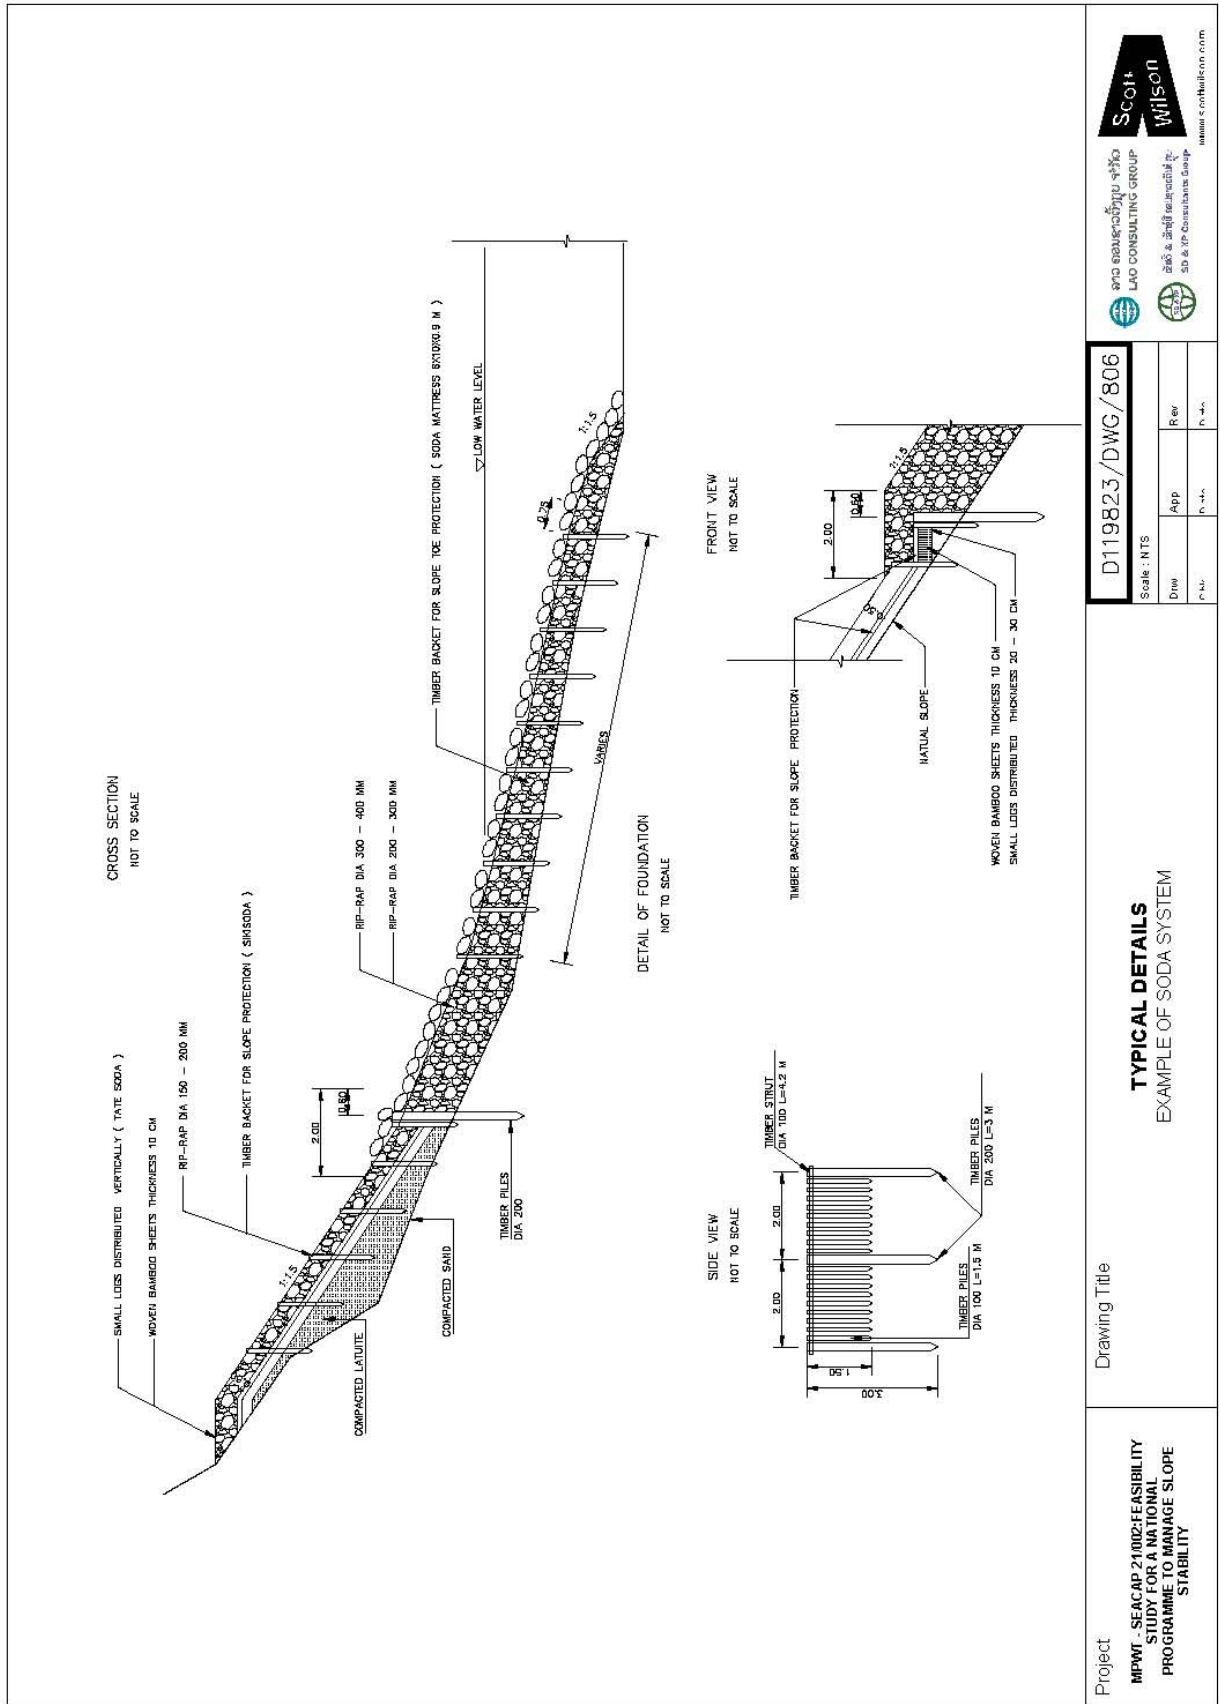 CROSS SECTION
NOT TO SCALE
SMALL LOGS DISTRIBUTED VERTICALLY ( TATE SODA )
WOVEN BAMBOO SHEETS THICKNESS 10 CM
RIP-RAP DIA 150 - 200 MM
TIMBER BACKET FOR SLOPE PROTECTION ( SIKISODA )
RIP-RAP DIA 300 - 400 MM
RIP-RAP DIA 200 - 300 MM
TIMBER BACKET FOR SLOPE TOE PROTECTION ( SODA MATTRESS 8X10X0.9 M )
LOW WATER LEVEL
1:1.5
2.00
0.60
0.75
1:1.5
COMPACTED LATUITE
COMPACTED SAND
TIMBER PILES
DIA 200
VARIES
DETAIL OF FOUNDATION
NOT TO SCALE
SIDE VIEW
NOT TO SCALE
TIMBER STRUT
DIA 100 L=4.2 M
2.00
2.00
1.50
3.00
TIMBER PILES
DIA 100 L=1.5 M
TIMBER PILES
DIA 200 L=3 M
FRONT VIEW
NOT TO SCALE
TIMBER BACKET FOR SLOPE PROTECTION
2.00
0.60
1:1.5
NATUAL SLOPE
WOVEN BAMBOO SHEETS THICKNESS 10 CM
SMALL LOGS DISTRIBUTED THICKNESS 20 - 30 CM
Project
MPWT - SEACAP 21/002:FEASIBILITY
STUDY FOR A NATIONAL
PROGRAMME TO MANAGE SLOPE
STABILITY
Drawing Title
TYPICAL DETAILS
EXAMPLE OF SODA SYSTEM
D119823/DWG/806
Scale : NTS
Drw
App
Rev
LAO CONSULTING GROUP
SD & XP Consultants Group
Scott
Wilson